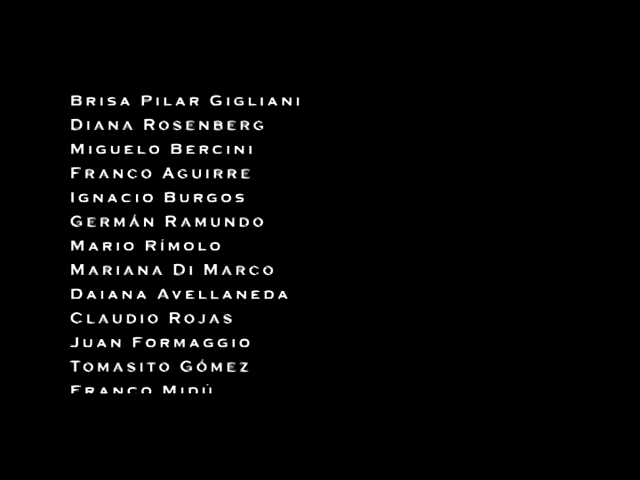 Brisa Pilar Gigliani
Diana Rosenberg
Miguelo Bercini
Franco Aguirre
Ignacio Burgos
Germán Ramundo
Mario Rímolo
Mariana Di Marco
Daiana Avellaneda
Claudio Rojas
Juan Formaggio
Tomasito Gómez
Franco Midú